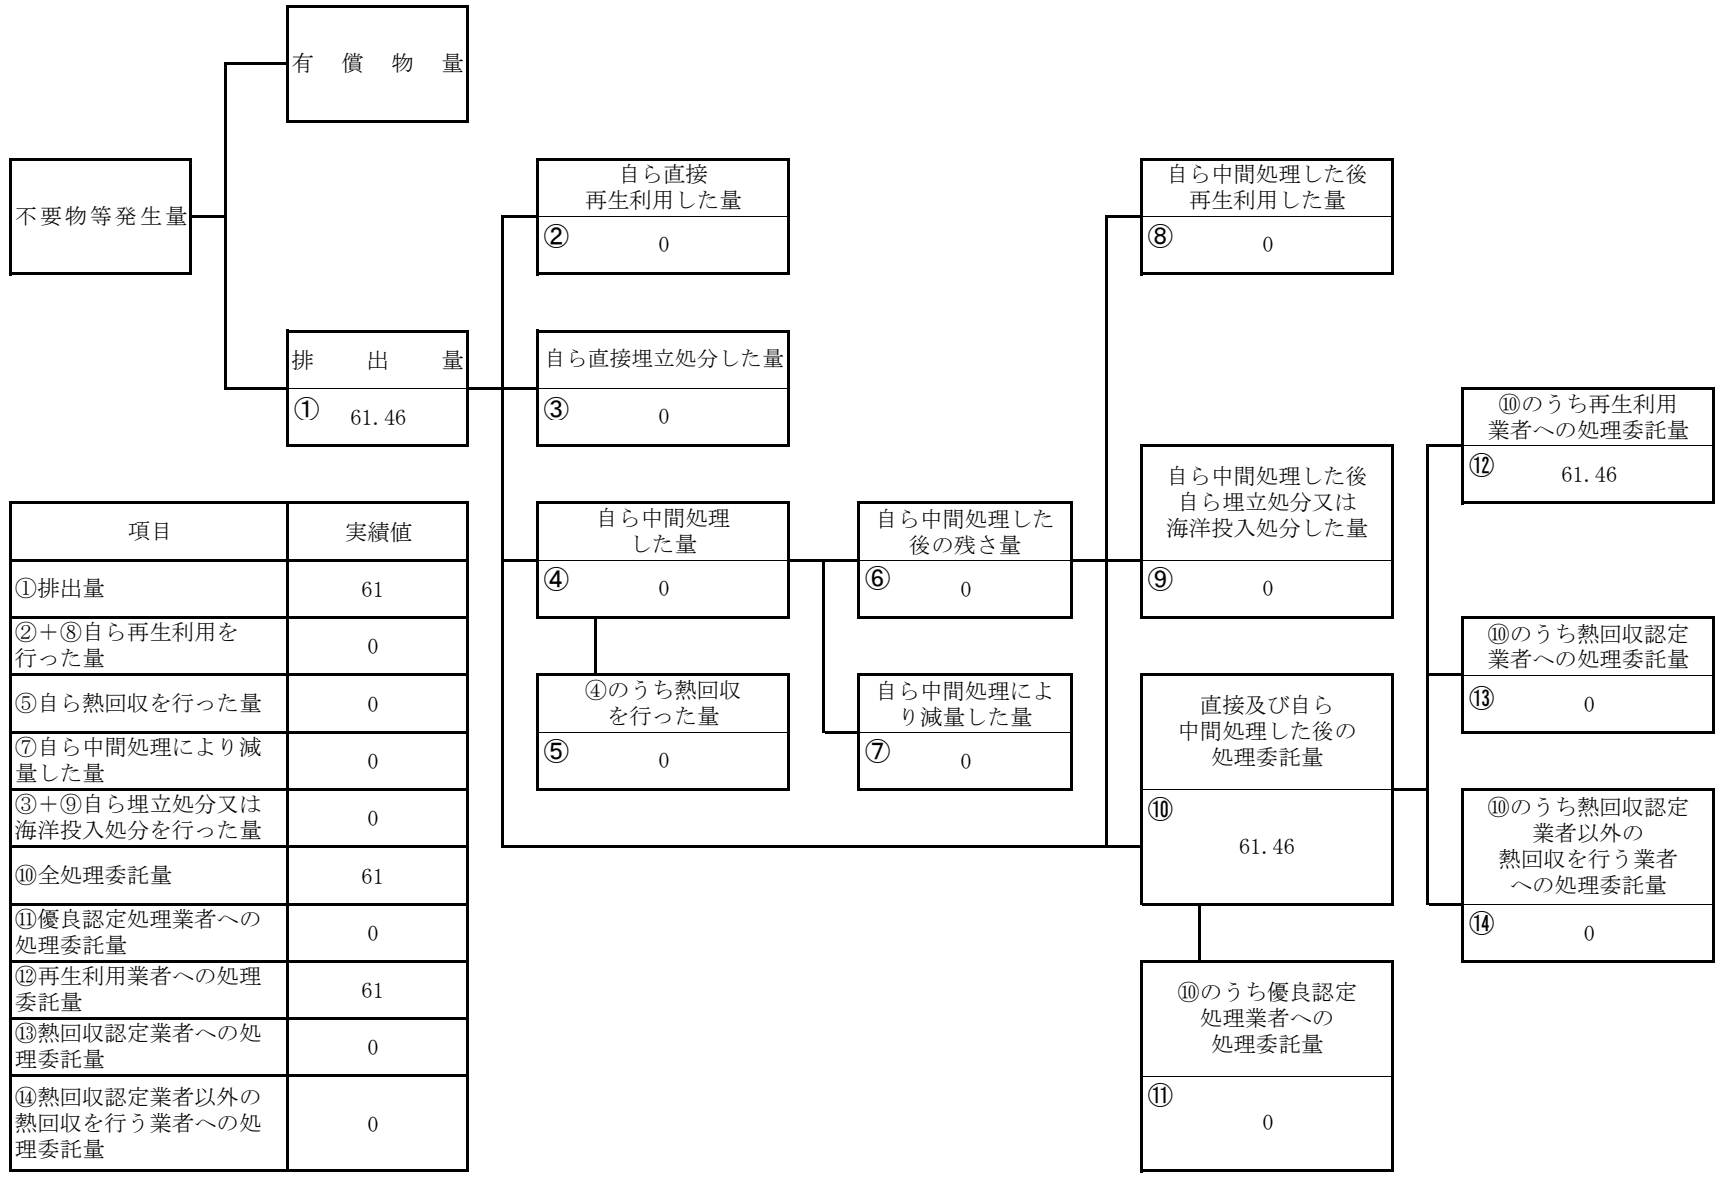 有償物量
不要物等発生量
排出量
① 61.46
自ら直接
再生利用した量
② 0
自ら直接埋立処分した量
③ 0
自ら中間処理
した量
④ 0
④のうち熱回収
を行った量
⑤ 0
自ら中間処理した
後の残さ量
⑥ 0
自ら中間処理によ
り減量した量
⑦ 0
自ら中間処理した後
再生利用した量
⑧ 0
自ら中間処理した後
自ら埋立処分又は
海洋投入処分した量
⑨ 0
直接及び自ら
中間処理した後の
処理委託量
⑩
61.46
⑩のうち優良認定
処理業者への
処理委託量
⑪
0
⑩のうち再生利用
業者への処理委託量
⑫ 61.46
⑩のうち熱回収認定
業者への処理委託量
⑬ 0
⑩のうち熱回収認定
業者以外の
熱回収を行う業者
への処理委託量
⑭ 0
項目 実績値
①排出量 61
②＋⑧自ら再生利用を
行った量 0
⑤自ら熱回収を行った量 0
⑦自ら中間処理により減
量した量 0
③＋⑨自ら埋立処分又は
海洋投入処分を行った量 0
⑩全処理委託量 61
⑪優良認定処理業者への
処理委託量 0
⑫再生利用業者への処理
委託量 61
⑬熱回収認定業者への処
理委託量 0
⑭熱回収認定業者以外の
熱回収を行う業者への処 0
理委託量